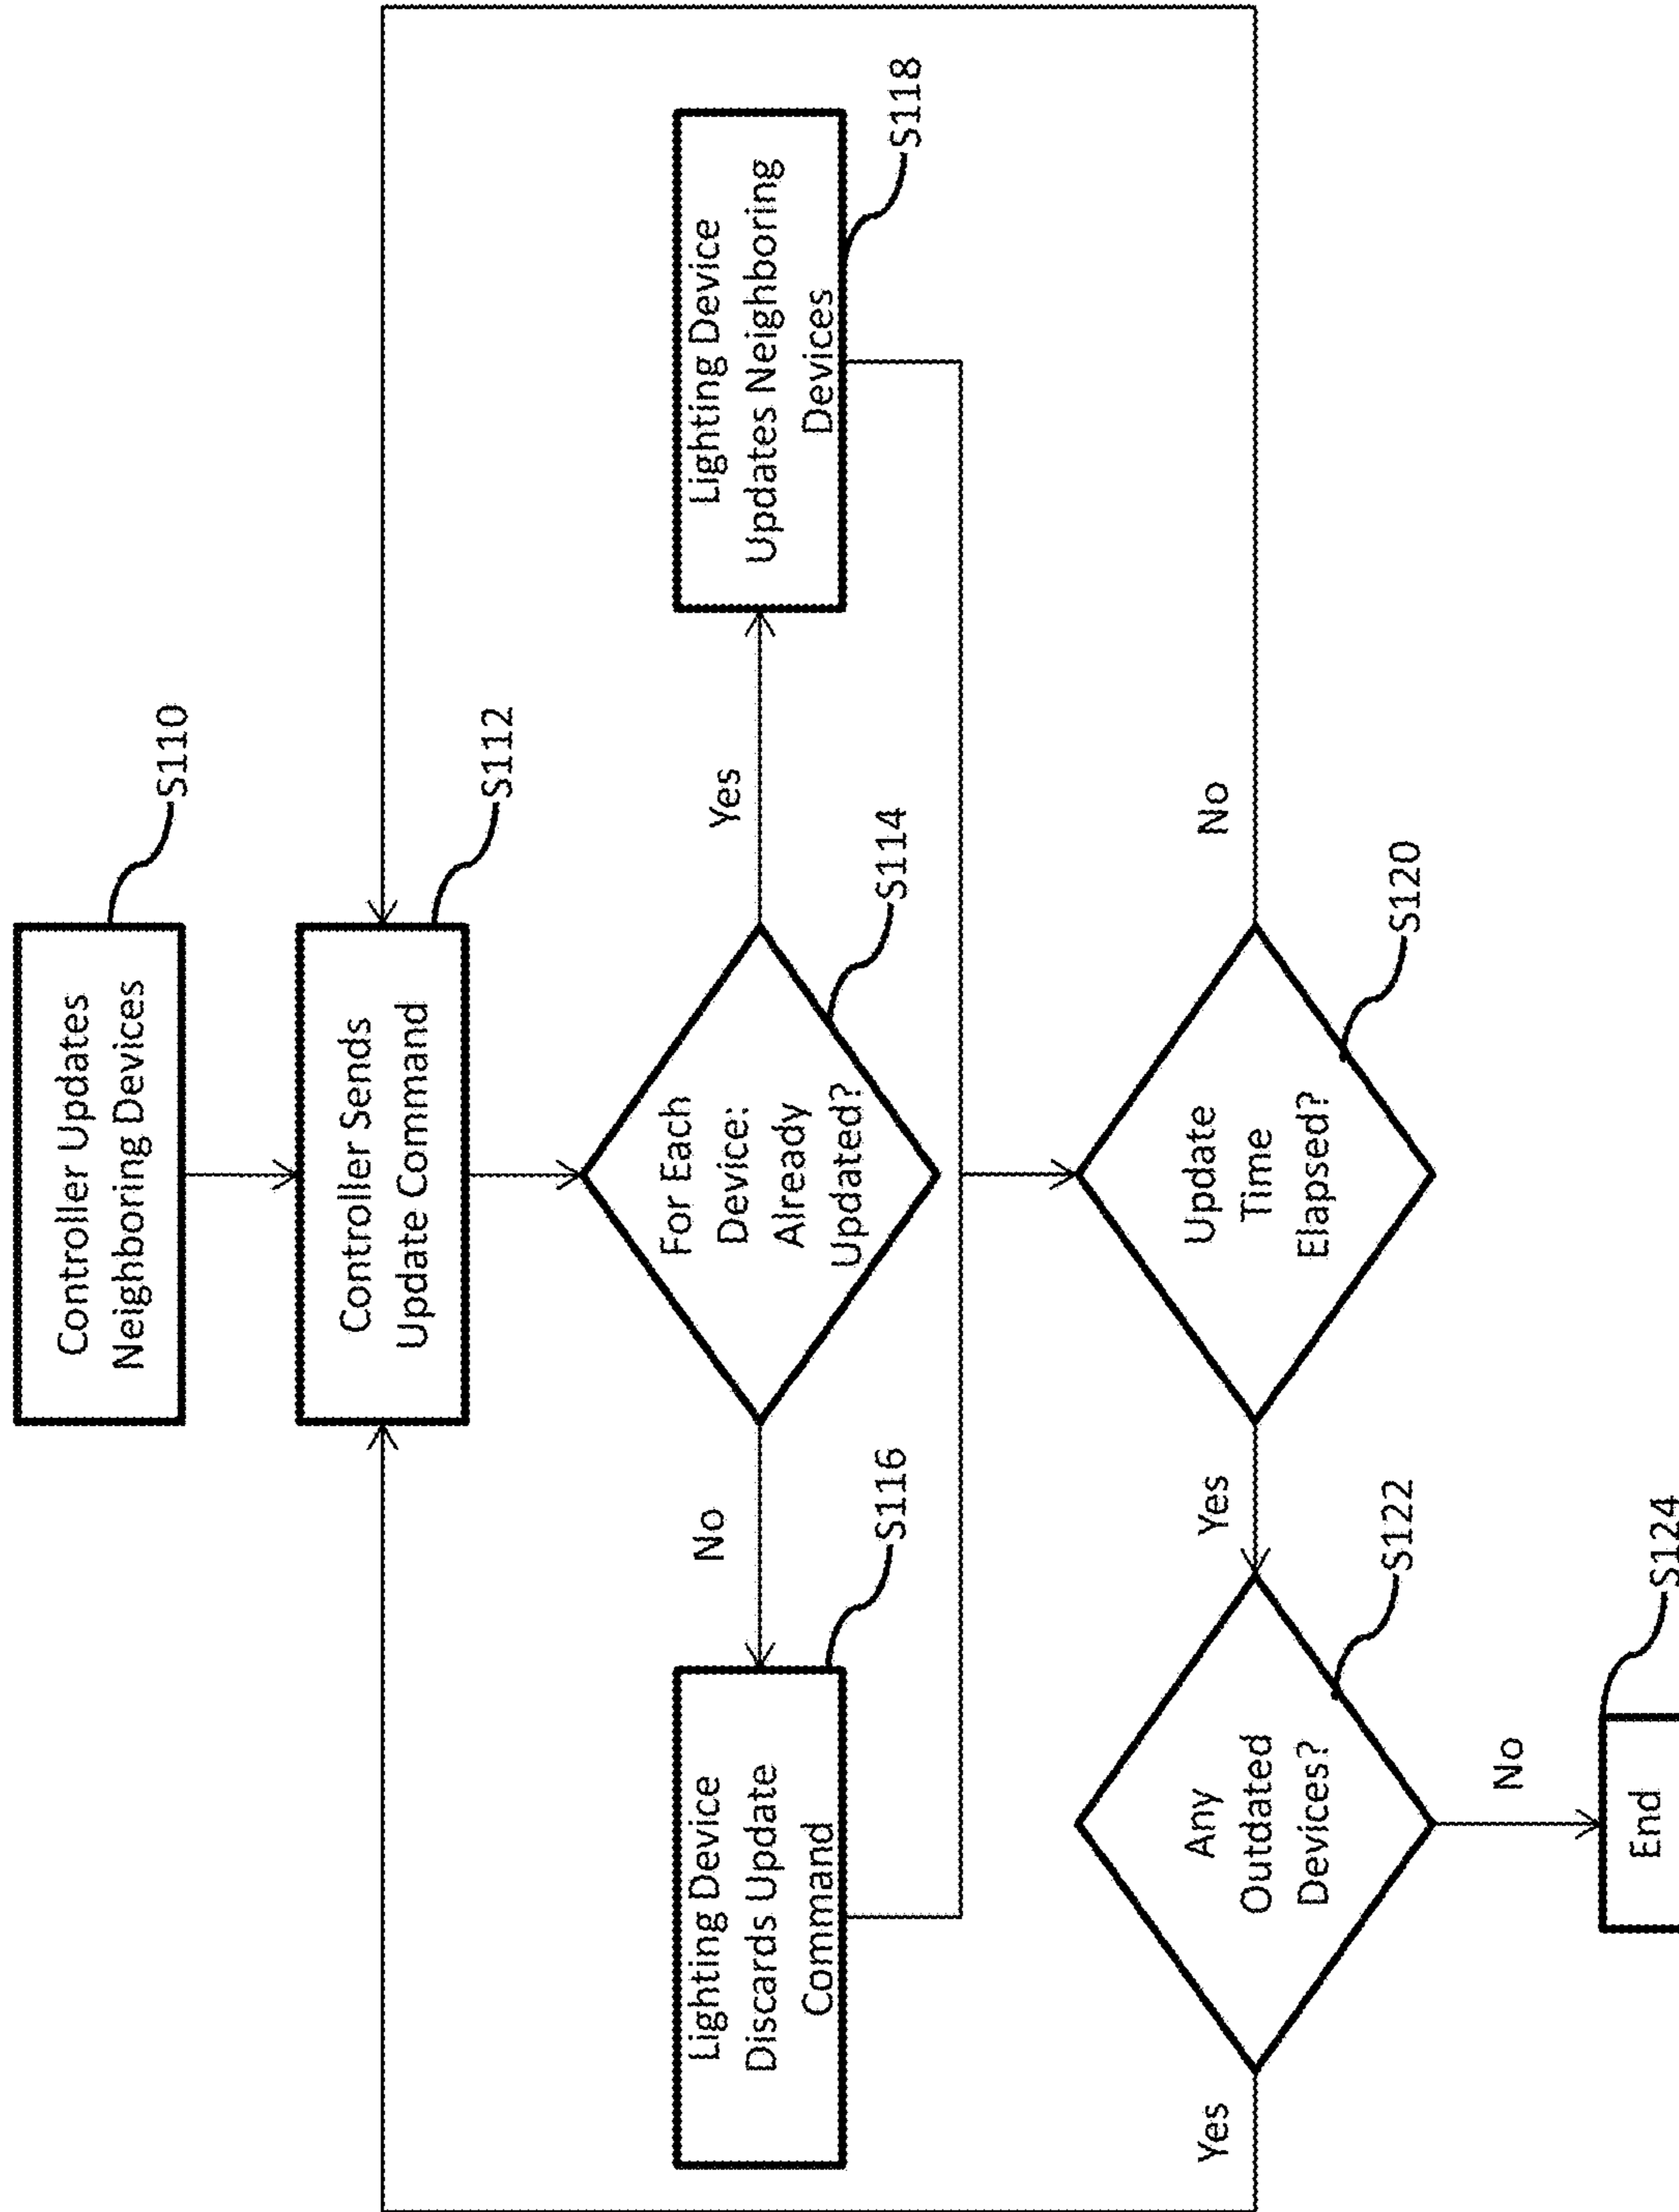 Controller Updates
Neighboring Devices
S110
Controller Sends
Update Command
S112
For Each
Device:
Already
Updated?
S114
No
Yes
Lighting Device
Discards Update
Command
S116
Lighting Device
Updates Neighboring
Devices
S118
Update
Time
Elapsed?
S120
Yes
No
Any
Outdated
Devices?
S122
Yes
No
End
S124